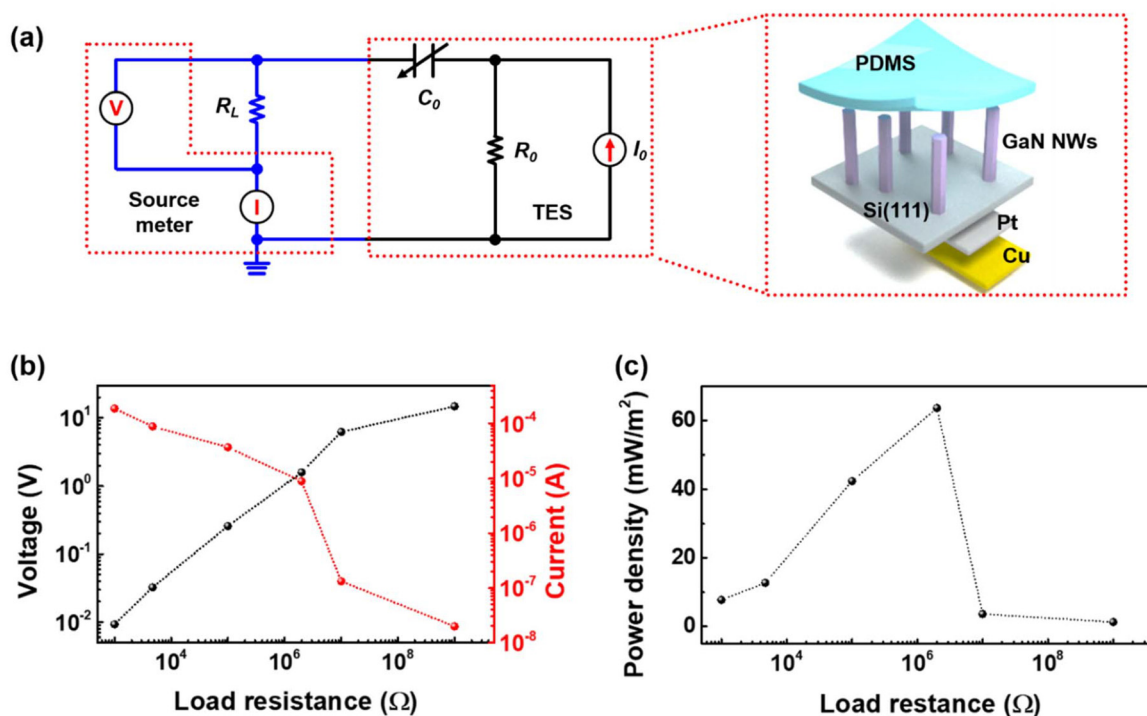 (a)
V
R_L
Source
meter
I
C_0
R_0
I_0
TES
PDMS
GaN NWs
Si(111)
Pt
Cu
(b)
10^1
10^0
10^-1
10^-2
Voltage (V)
10^-4
10^-5
10^-6
10^-7
10^-8
Current (A)
10^4
10^6
10^8
Load resistance (Ω)
(c)
60
40
20
0
Power density (mW/m^2)
10^4
10^6
10^8
Load restance (Ω)